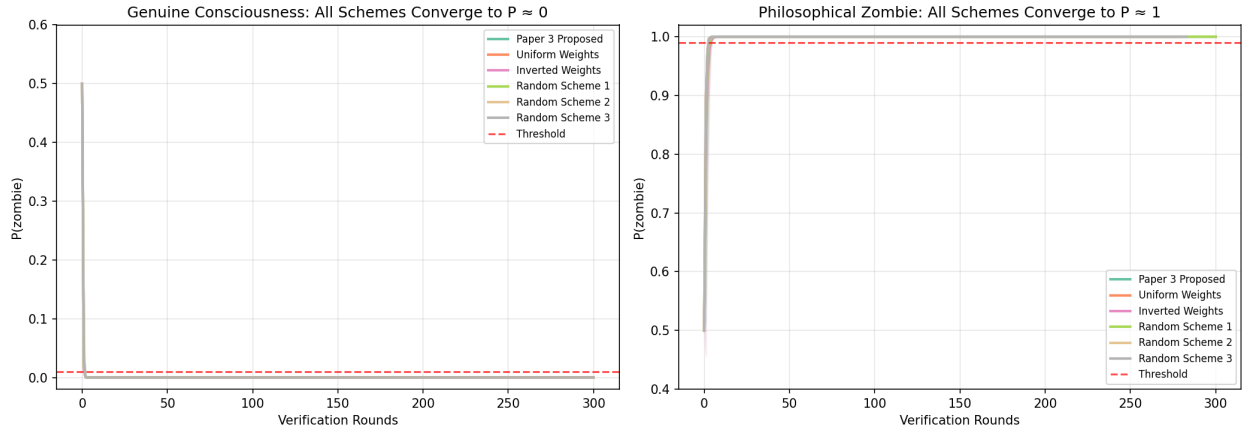 Genuine Consciousness: All Schemes Converge to P ≈ 0
0.6
0.5
0.4
0.3
0.2
0.1
0.0
P(zombie)
Paper 3 Proposed
Uniform Weights
Inverted Weights
Random Scheme 1
Random Scheme 2
Random Scheme 3
Threshold
0 50 100 150 200 250 300
Verification Rounds
Philosophical Zombie: All Schemes Converge to P ≈ 1
1.0
0.9
0.8
0.7
0.6
0.5
0.4
P(zombie)
Paper 3 Proposed
Uniform Weights
Inverted Weights
Random Scheme 1
Random Scheme 2
Random Scheme 3
Threshold
0 50 100 150 200 250 300
Verification Rounds